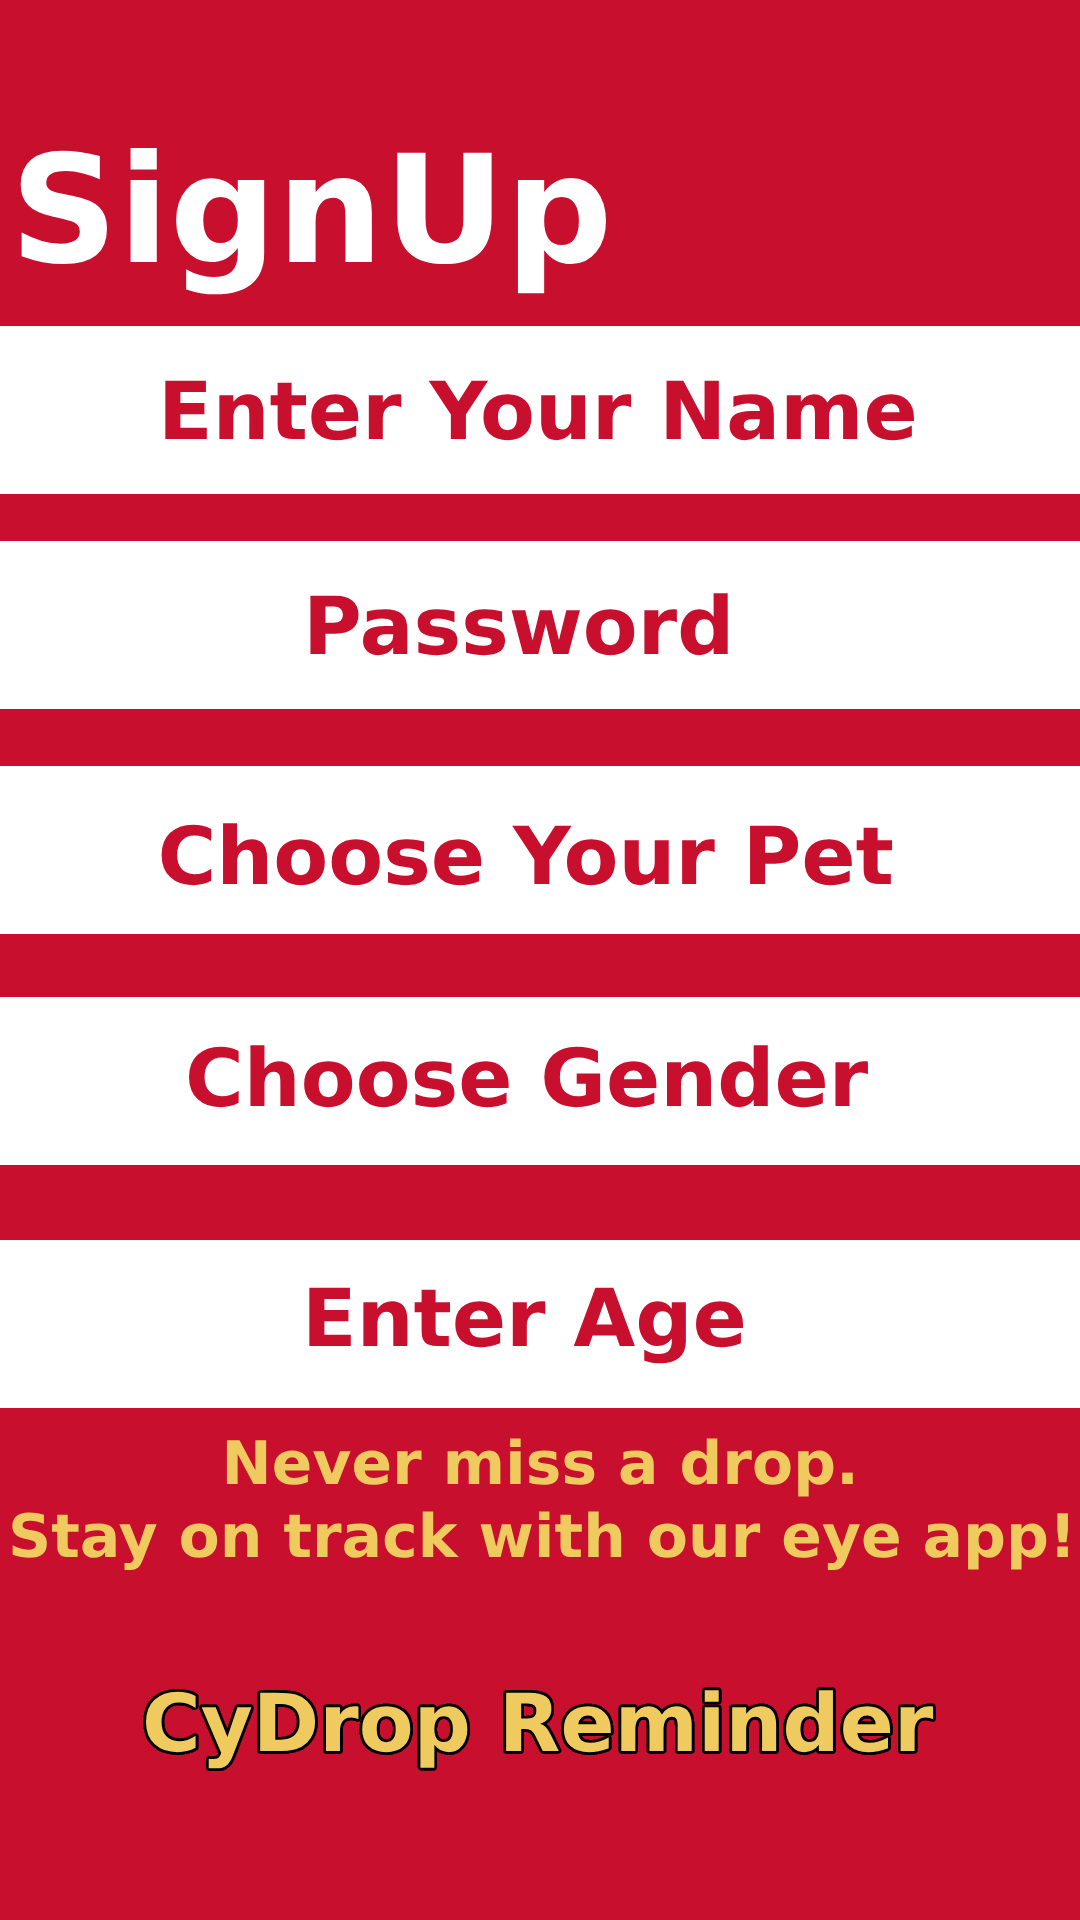 SignUp
Enter Your Name
Password
Choose Your Pet
Choose Gender
Enter Age
Never miss a drop.
Stay on track with our eye app!
CyDrop Reminder